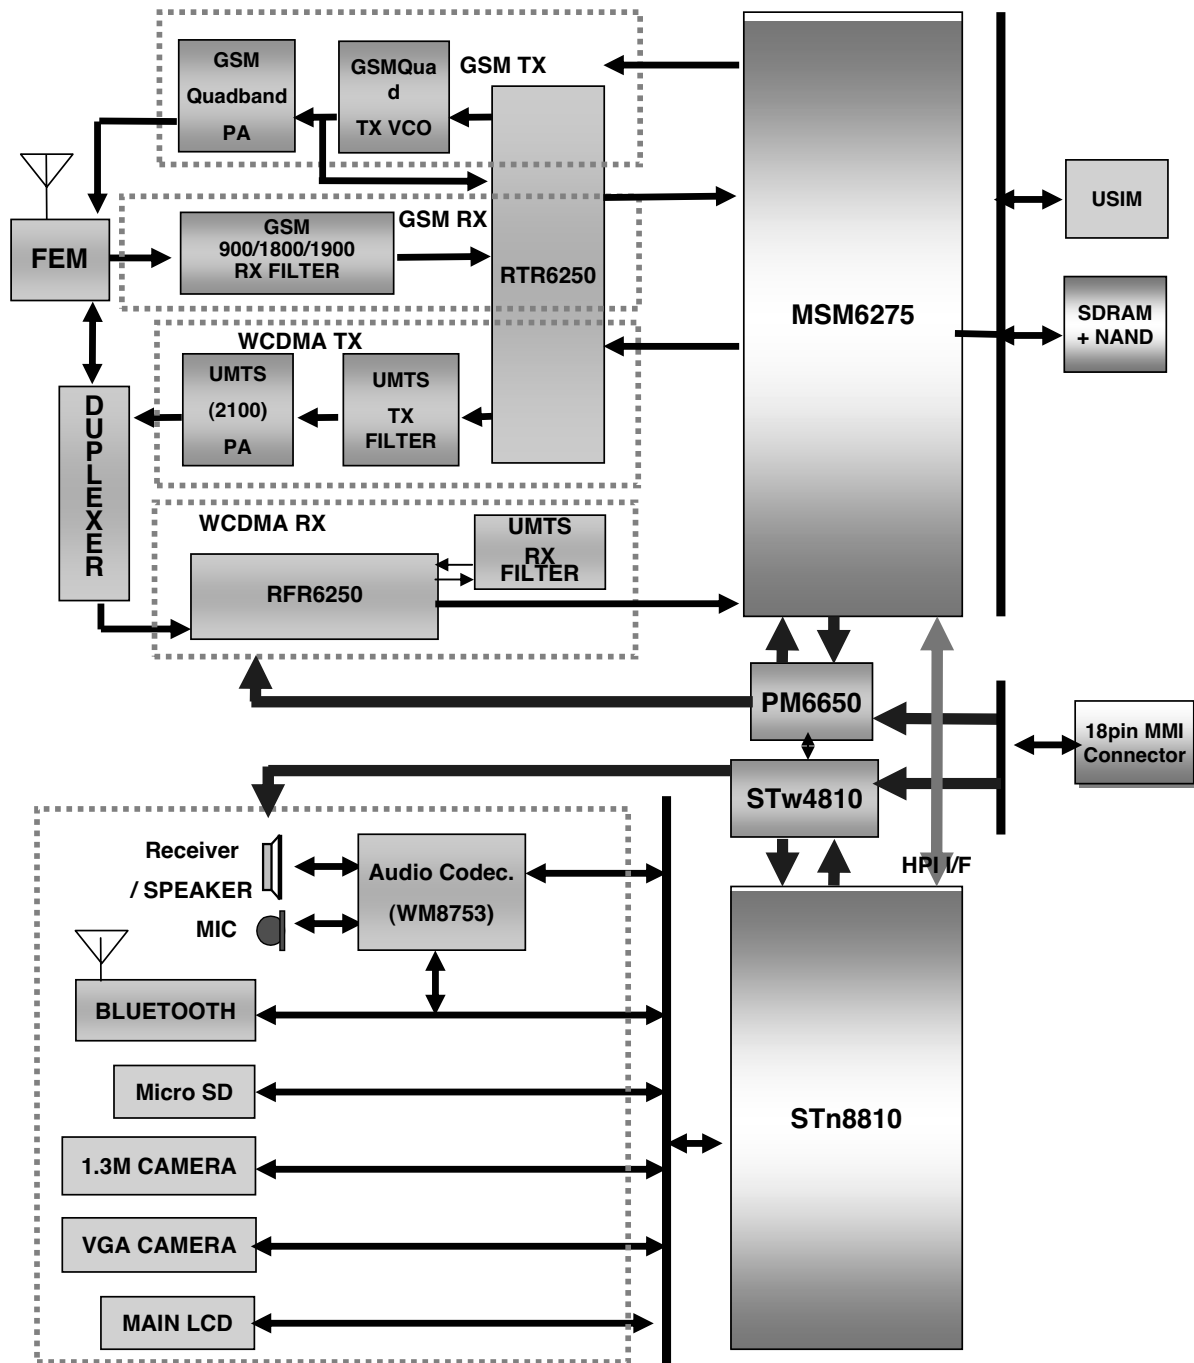 GSM
Quadband
PA
GSMQua
d
TX VCO
GSM TX
GSM
900/1800/1900
RX FILTER
GSM RX
FEM
RTR6250
MSM6275
USIM
SDRAM
+ NAND
WCDMA TX
UMTS
(2100)
PA
UMTS
TX
FILTER
DUPLEXER
WCDMA RX
UMTS
RX
FILTER
RFR6250
PM6650
18pin MMI
Connector
STw4810
HPI I/F
Receiver
/ SPEAKER
MIC
Audio Codec.
(WM8753)
BLUETOOTH
Micro SD
1.3M CAMERA
VGA CAMERA
MAIN LCD
STn8810